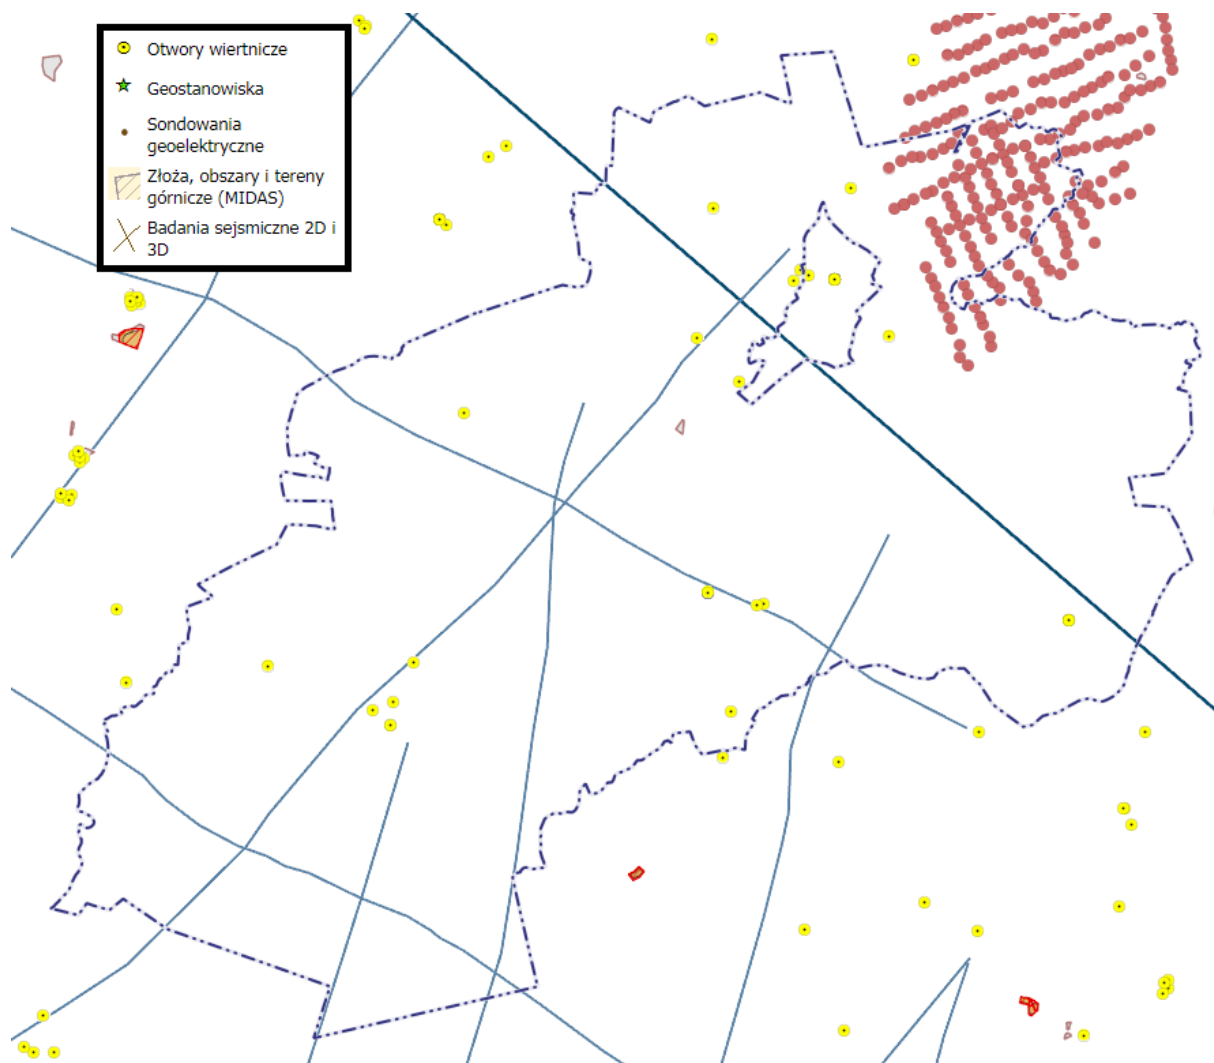 Otwory wiertnicze
Geostanowiska
Sondowania
geoelektryczne
Złoża, obszary i tereny
górnicze (MIDAS)
Badania sejsmiczne 2D i
3D